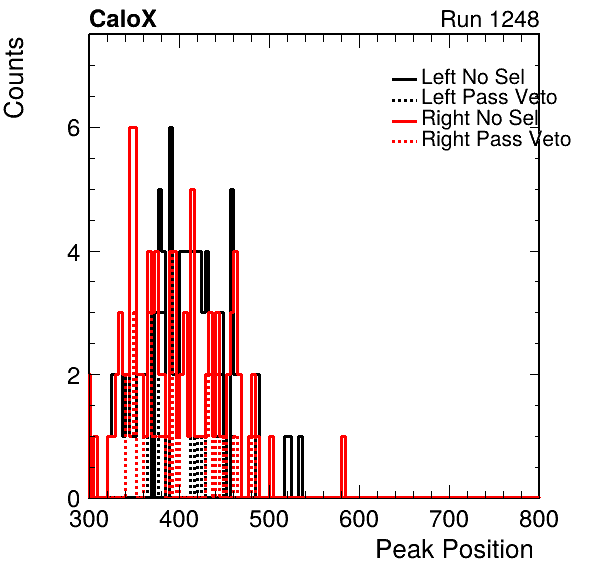 CaloX Run 1248
Counts
Left No Sel
Left Pass Veto
Right No Sel
Right Pass Veto
6
4
2
0
300 400 500 600 700 800
Peak Position